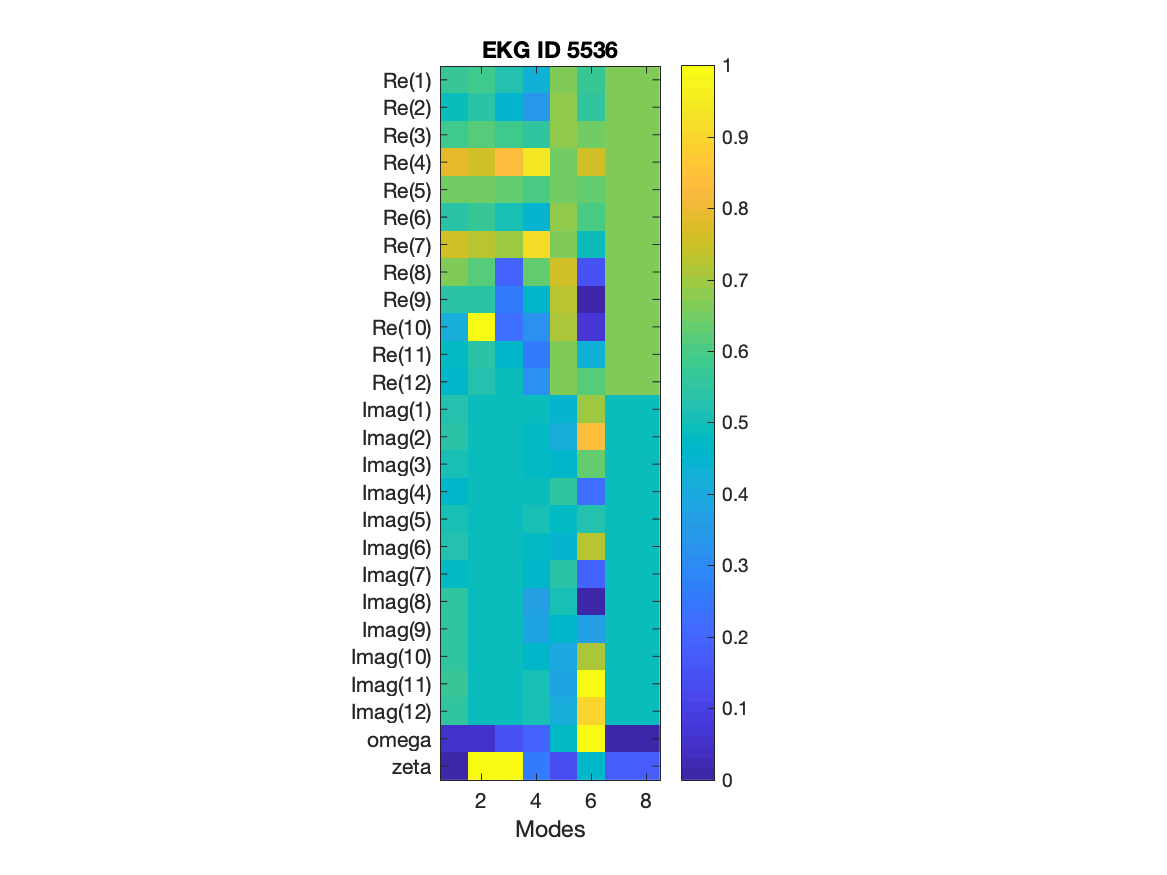 EKG ID 5536
Re(1)
Re(2)
Re(3)
Re(4)
Re(5)
Re(6)
Re(7)
Re(8)
Re(9)
Re(10)
Re(11)
Re(12)
Imag(1)
Imag(2)
Imag(3)
Imag(4)
Imag(5)
Imag(6)
Imag(7)
Imag(8)
Imag(9)
Imag(10)
Imag(11)
Imag(12)
omega
zeta
2 4 6 8
Modes
1
0.9
0.8
0.7
0.6
0.5
0.4
0.3
0.2
0.1
0